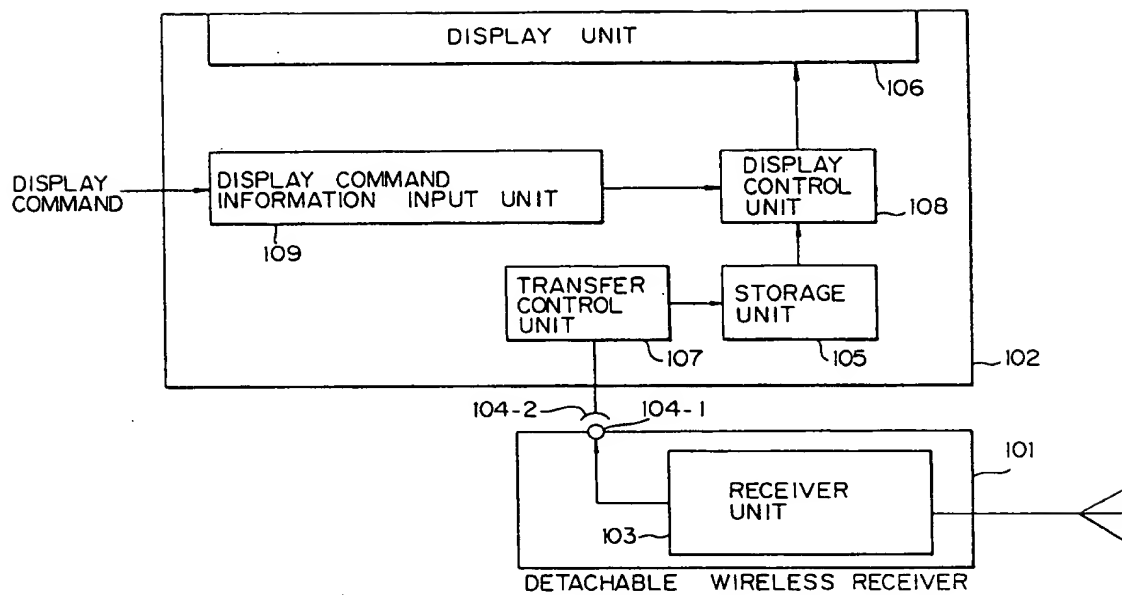 DISPLAY UNIT
106
DISPLAY
COMMAND
DISPLAY COMMAND
INFORMATION INPUT UNIT
109
DISPLAY
CONTROL
UNIT
108
TRANSFER
CONTROL
UNIT
107
STORAGE
UNIT
105
102
104-2
104-1
101
RECEIVER
UNIT
103
DETACHABLE WIRELESS RECEIVER